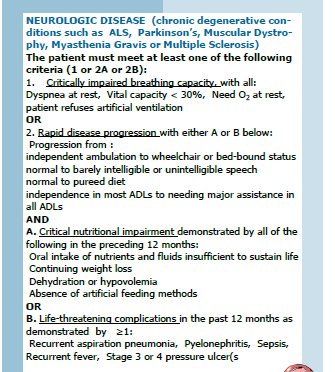 NEUROLOGIC DISEASE (chronic degenerative con-
ditions such as ALS, Parkinson's, Muscular Dystro-
phy, Myasthenia Gravis or Multiple Sclerosis)
The patient must meet at least one of the following
criteria (1 or 2A or 2B):
1. Critically impaired breathing capacity, with all:
Dyspnea at rest, Vital capacity < 30%, Need O₂ at rest,
patient refuses artificial ventilation
OR
2. Rapid disease progression with either A or B below:
Progression from :
independent ambulation to wheelchair or bed-bound status
normal to barely intelligible or unintelligible speech
normal to pureed diet
independence in most ADLs to needing major assistance in
all ADLs
AND
A. Critical nutritional impairment demonstrated by all of the
following in the preceding 12 months:
Oral intake of nutrients and fluids insufficient to sustain life
Continuing weight loss
Dehydration or hypovolemia
Absence of artificial feeding methods
OR
B. Life-threatening complications in the past 12 months as
demonstrated by ≥1:
Recurrent aspiration pneumonia, Pyelonephritis, Sepsis,
Recurrent fever, Stage 3 or 4 pressure ulcer(s